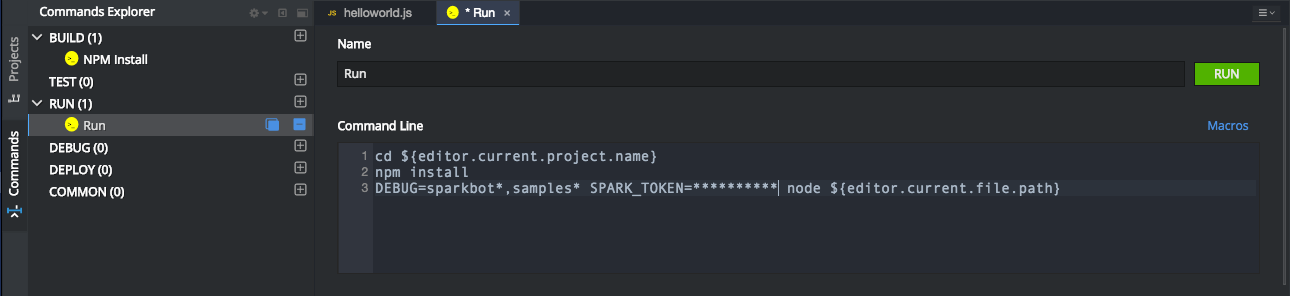 Commands Explorer
Projects
Commands
BUILD (1)
NPM Install
TEST (0)
RUN (1)
Run
DEBUG (0)
DEPLOY (0)
COMMON (0)
JS helloworld.js
* Run ×
Name
Run
RUN
Command Line
Macros
1 cd ${editor.current.project.name}
2 npm install
3 DEBUG=sparkbot*,samples* SPARK_TOKEN=********** node ${editor.current.file.path}